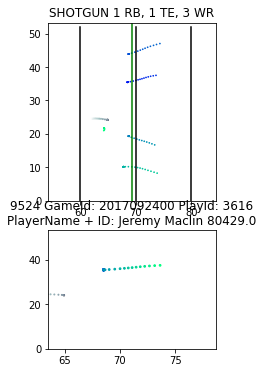 SHOTGUN 1 RB, 1 TE, 3 WR
50
40
30
20
10
0
60 70 80
9524 GameId: 2017092400 PlayId: 3616
PlayerName + ID: Jeremy Maclin 80429.0
40
20
0
65 70 75